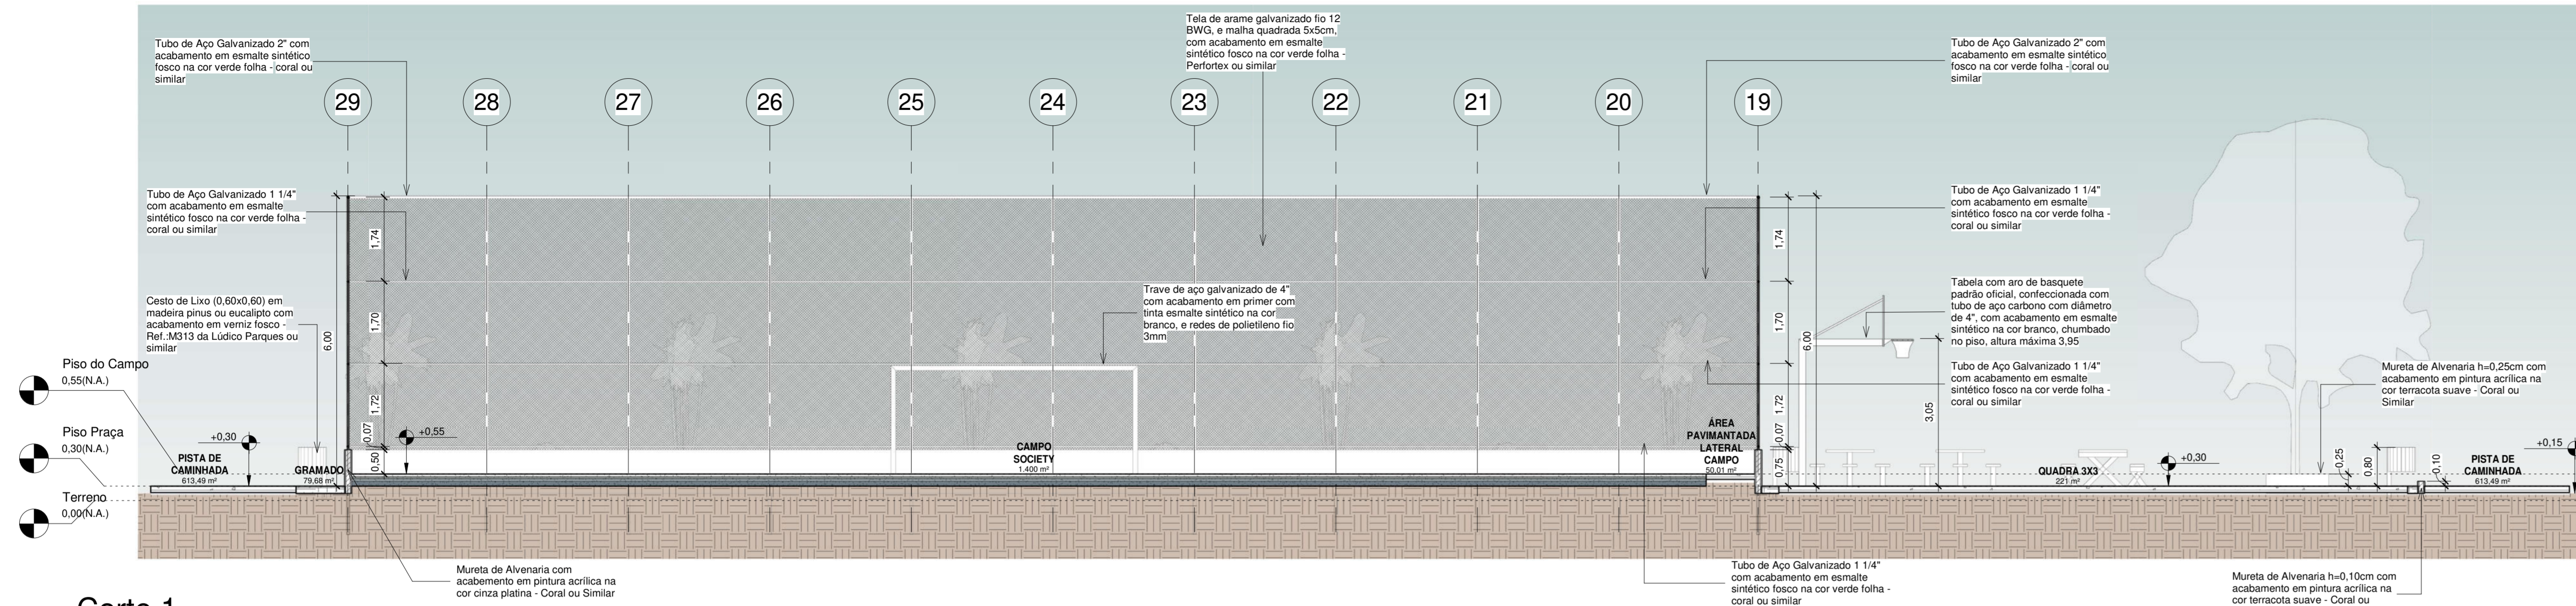 Tubo de Aço Galvanizado 2" com
acabamento em esmalte sintético
fosco na cor verde folha - coral ou
similar
Tela de arame galvanizado fio 12
BWG, e malha quadrada 5x5cm,
com acabamento em esmalte
sintético fosco na cor verde folha -
Perfortex ou similar
Tubo de Aço Galvanizado 2" com
acabamento em esmalte sintético
fosco na cor verde folha - coral ou
similar
29
28
27
26
25
24
23
22
21
20
19
Tubo de Aço Galvanizado 1 1/4"
com acabamento em esmalte
sintético fosco na cor verde folha -
coral ou similar
Cesto de Lixo (0,60x0,60) em
madeira pinus ou eucalipto com
acabamento em verniz fosco -
Ref.:M313 da Lúdico Parques ou
similar
6,00
1,74
1,70
1,72
0,07
0,50
Trave de aço galvanizado de 4"
com acabamento em primer com
tinta esmalte sintético na cor
branco, e redes de polietileno fio
3mm
1,74
1,70
1,72
0,07
0,75
6,00
3,05
Tubo de Aço Galvanizado 1 1/4"
com acabamento em esmalte
sintético fosco na cor verde folha -
coral ou similar
Tabela com aro de basquete
padrão oficial, confeccionada com
tubo de aço carbono com diâmetro
de 4", com acabamento em esmalte
sintético na cor branco, chumbado
no piso, altura máxima 3,95
Tubo de Aço Galvanizado 1 1/4"
com acabamento em esmalte
sintético fosco na cor verde folha -
coral ou similar
Mureta de Alvenaria h=0,25cm com
acabamento em pintura acrílica na
cor terracota suave - Coral ou
Similar
Piso do Campo
0,55(N.A.)
Piso Praça
0,30(N.A.)
Terreno
0,00(N.A.)
+0,30
PISTA DE
CAMINHADA
613,49 m²
GRAMADO
79,68 m²
+0,55
CAMPO
SOCIETY
1.400 m²
ÁREA
PAVIMANTADA
LATERAL
CAMPO
50,01 m²
QUADRA 3X3
221 m²
+0,30
0,25
0,80
0,10
PISTA DE
CAMINHADA
613,49 m²
+0,15
Mureta de Alvenaria com
acabemento em pintura acrílica na
cor cinza platina - Coral ou Similar
Tubo de Aço Galvanizado 1 1/4"
com acabamento em esmalte
sintético fosco na cor verde folha -
coral ou similar
Mureta de Alvenaria h=0,10cm com
acabamento em pintura acrílica na
cor terracota suave - Coral ou
Corte 1